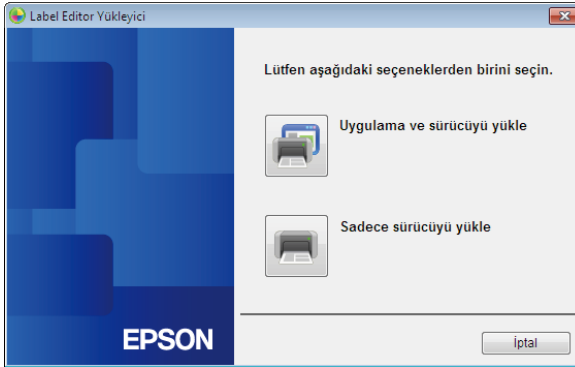 Label Editor Yükleyici
Lütfen aşağıdaki seçeneklerden birini seçin.
Uygulama ve sürücüyü yükle
Sadece sürücüyü yükle
EPSON
İptal